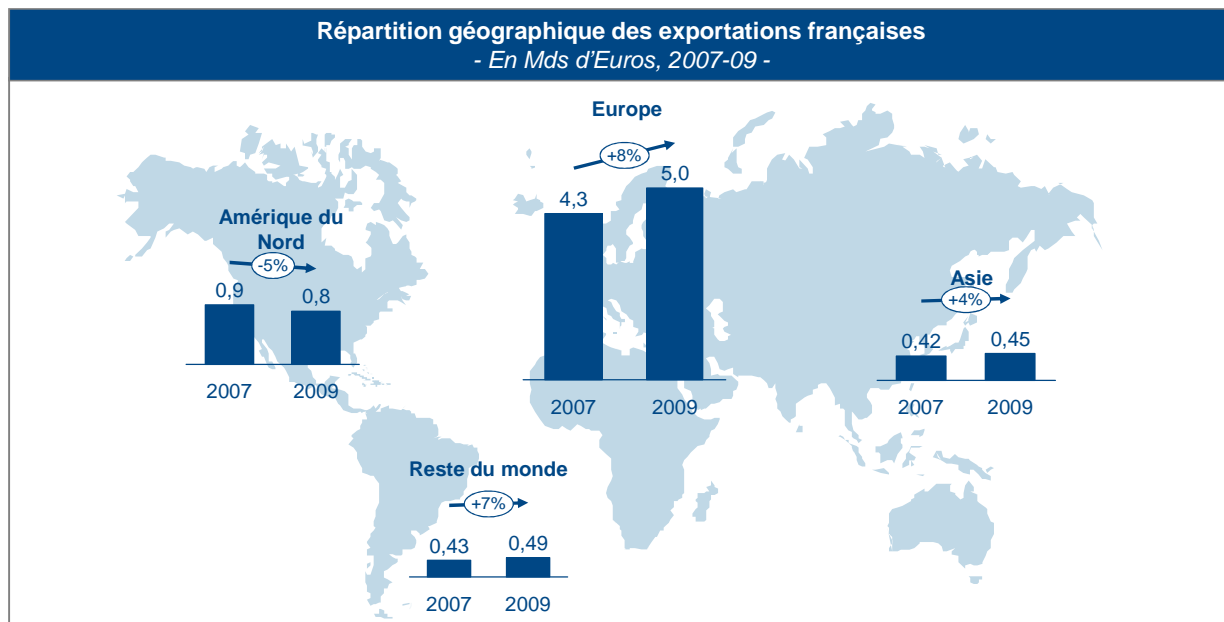 Répartition géographique des exportations françaises
- En Mds d'Euros, 2007-09 -
Europe
+8%
4,3
5,0
2007
2009
Amérique du
Nord
-5%
0,9
0,8
2007
2009
Asie
+4%
0,42
0,45
2007
2009
Reste du monde
+7%
0,43
0,49
2007
2009